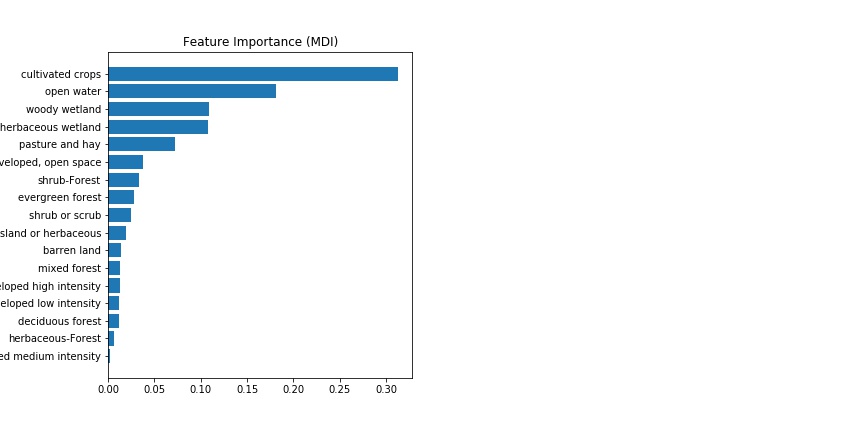 Feature Importance (MDI)
cultivated crops
open water
woody wetland
herbaceous wetland
pasture and hay
veloped, open space
shrub-Forest
evergreen forest
shrub or scrub
sland or herbaceous
barren land
mixed forest
eloped high intensity
eloped low intensity
deciduous forest
herbaceous-Forest
ed medium intensity
0.00 0.05 0.10 0.15 0.20 0.25 0.30